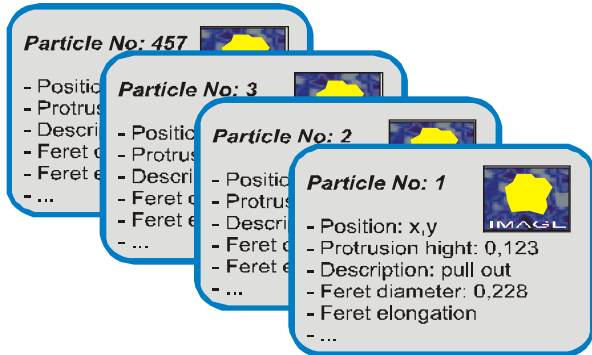 Particle No: 457
- Positio
- Protru
- Descri
- Feret
- Feret e
- ...
Particle No: 3
- Positio
- Protrus
- Descri
- Feret
- Feret e
- ...
Particle No: 2
- Positio
- Protrus
- Descri
- Feret
- Feret e
- ...
Particle No: 1
IMAGL
- Position: x,y
- Protrusion hight: 0,123
- Description: pull out
- Feret diameter: 0,228
- Feret elongation
- ...